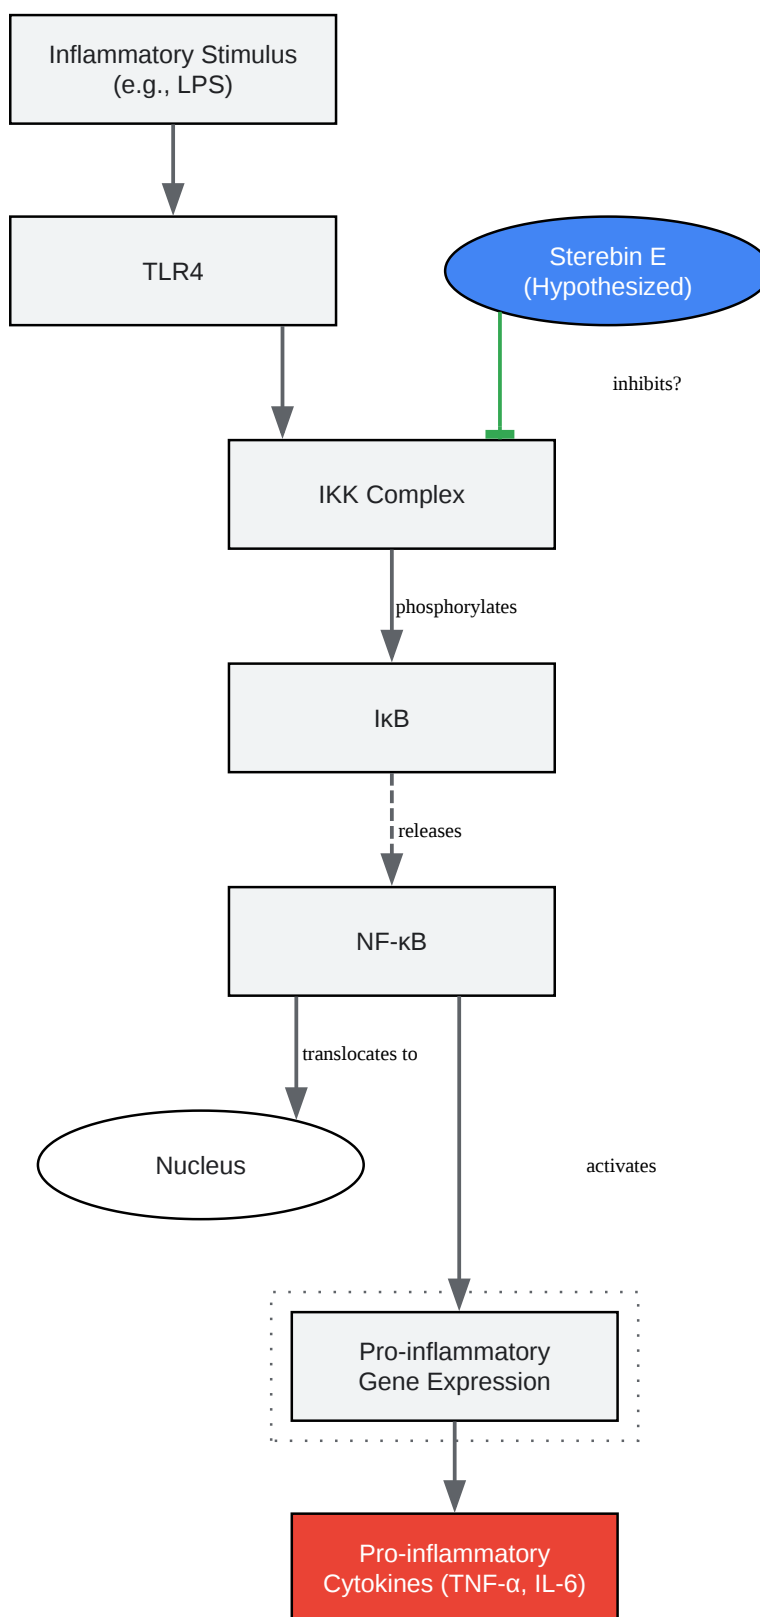 Inflammatory Stimulus
(e.g., LPS)
TLR4
Sterebin E
(Hypothesized)
inhibits?
IKK Complex
phosphorylates
IκB
releases
NF-κB
translocates to
Nucleus
activates
Pro-inflammatory
Gene Expression
Pro-inflammatory
Cytokines (TNF-α, IL-6)